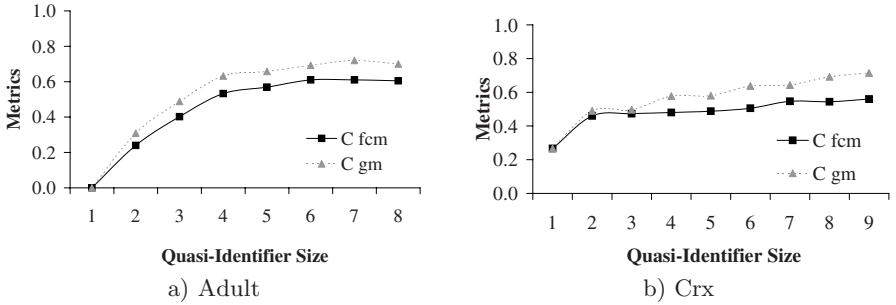 1.0
0.8
0.6
0.4
0.2
0.0
Metrics
C fcm
C gm
1 2 3 4 5 6 7 8
Quasi-Identifier Size
a) Adult
1.0
0.8
0.6
0.4
0.2
0.0
Metrics
C fcm
C gm
1 2 3 4 5 6 7 8 9
Quasi-Identifier Size
b) Crx